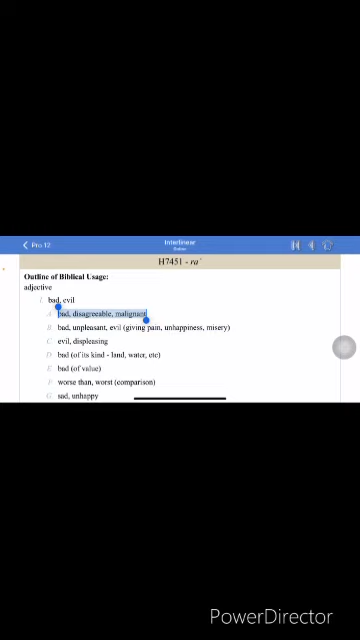 Pro 12
Interlinear
H7451 - ra‘
Outline of Biblical Usage:
adjective
I. bad, evil
A. bad, disagreeable, malignant
B. bad, unpleasant, evil (giving pain, unhappiness, misery)
C. evil, displeasing
D. bad (of its kind - land, water, etc)
E. bad (of value)
F. worse than, worst (comparison)
G. sad, unhappy
PowerDirector